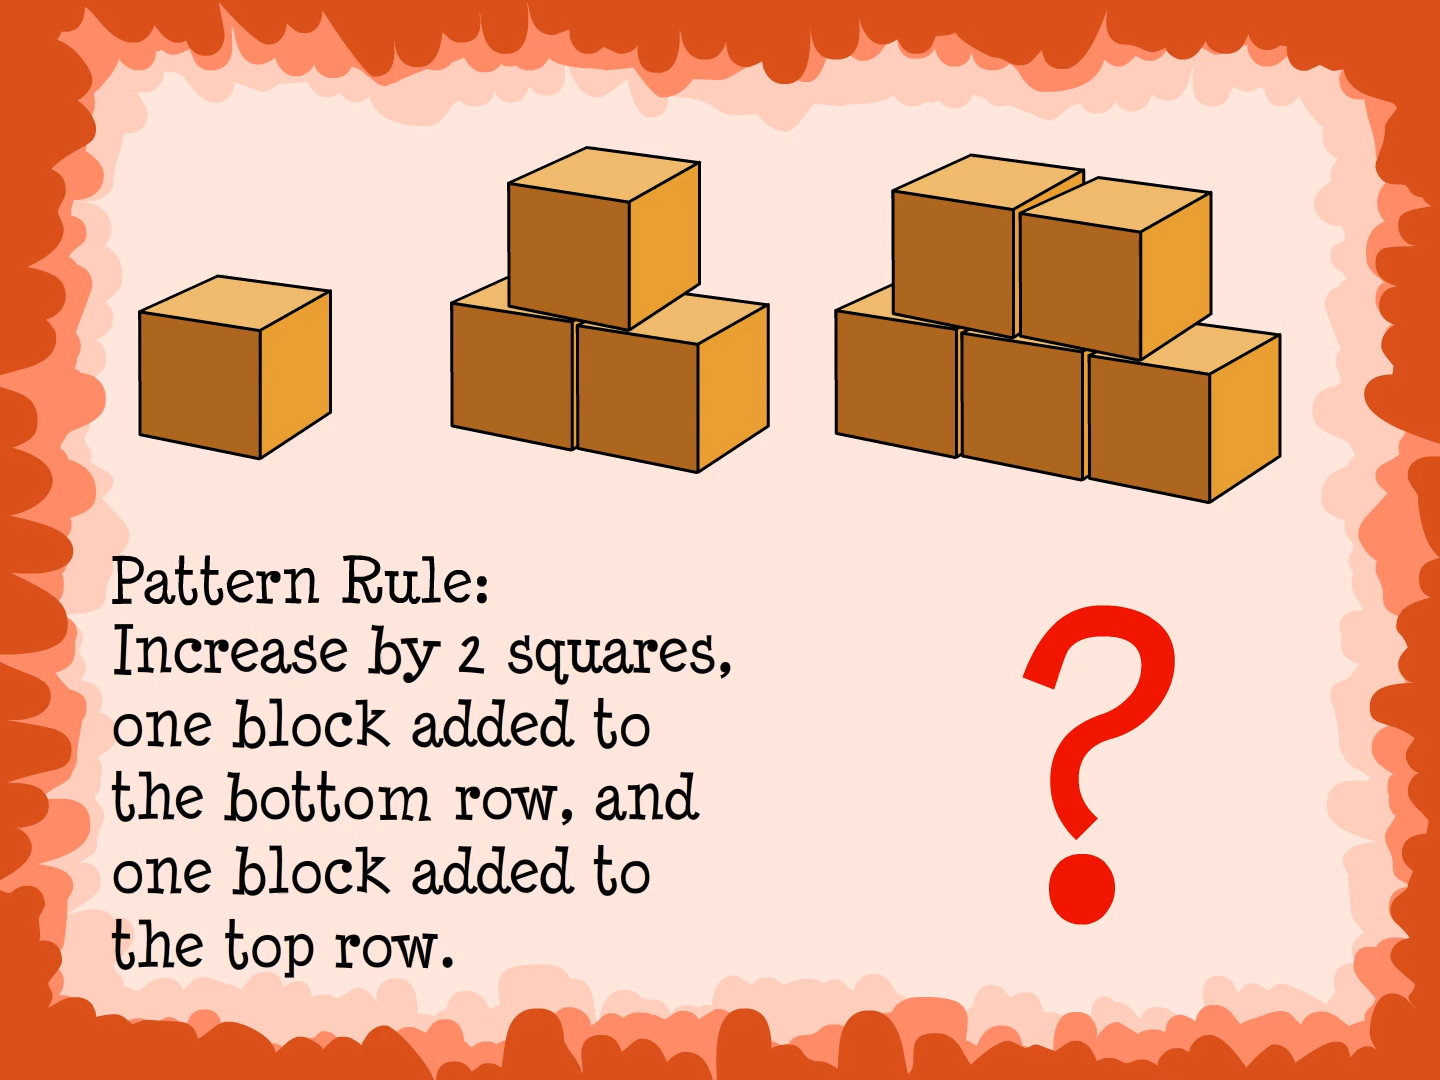 Pattern Rule:
Increase by 2 squares,
one block added to
the bottom row, and
one block added to
the top row.
?